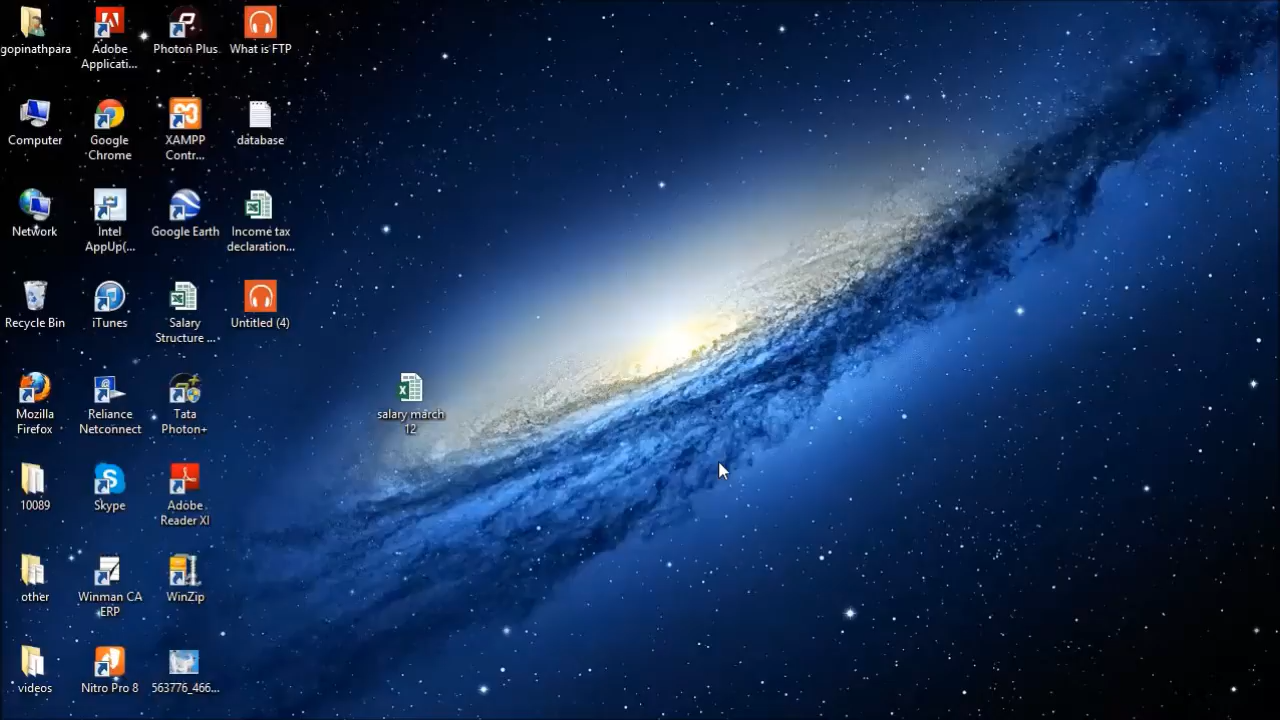 gopinathpara
Adobe
Applicati...
Photon Plus
What is FTP
Computer
Google
Chrome
XAMPP
Contr...
database
Network
Intel
AppUp(...
Google Earth
Income tax
declaration...
Recycle Bin
iTunes
Salary
Structure ...
Untitled (4)
Mozilla
Firefox
Reliance
Netconnect
Tata
Photon+
salary march
12
10089
Skype
Adobe
Reader XI
other
Winman CA
ERP
WinZip
videos
Nitro Pro 8
563776_466...